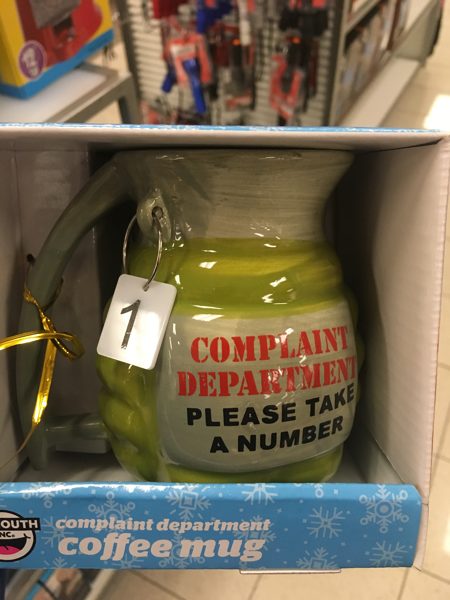 1
COMPLAINT
DEPARTMENT
PLEASE TAKE
A NUMBER
OUTH
INC.
complaint department
coffee mug